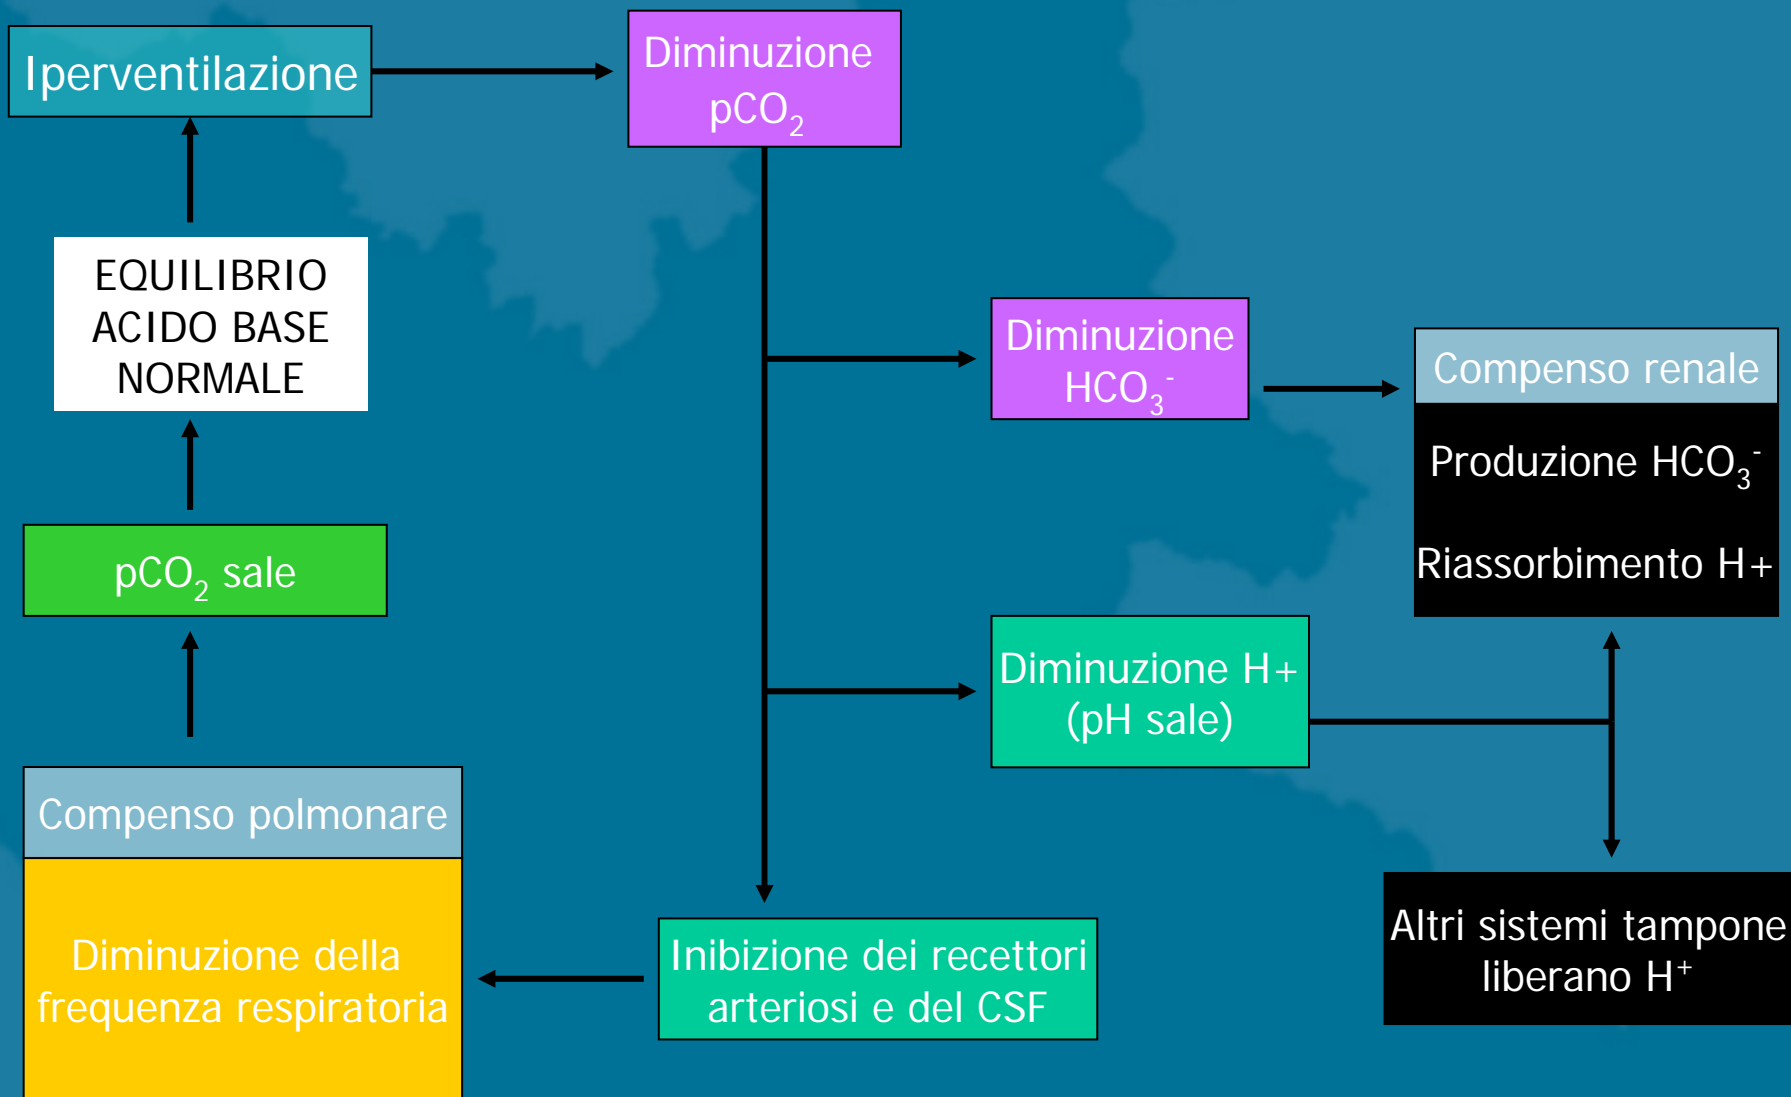 Iperventilazione
Diminuzione
pCO₂
EQUILIBRIO
ACIDO BASE
NORMALE
Diminuzione
HCO₃⁻
Compenso renale
Produzione HCO₃⁻
Riassorbimento H+
pCO₂ sale
Diminuzione H+
(pH sale)
Compenso polmonare
Diminuzione della
frequenza respiratoria
Inibizione dei recettori
arteriosi e del CSF
Altri sistemi tampone
liberano H⁺